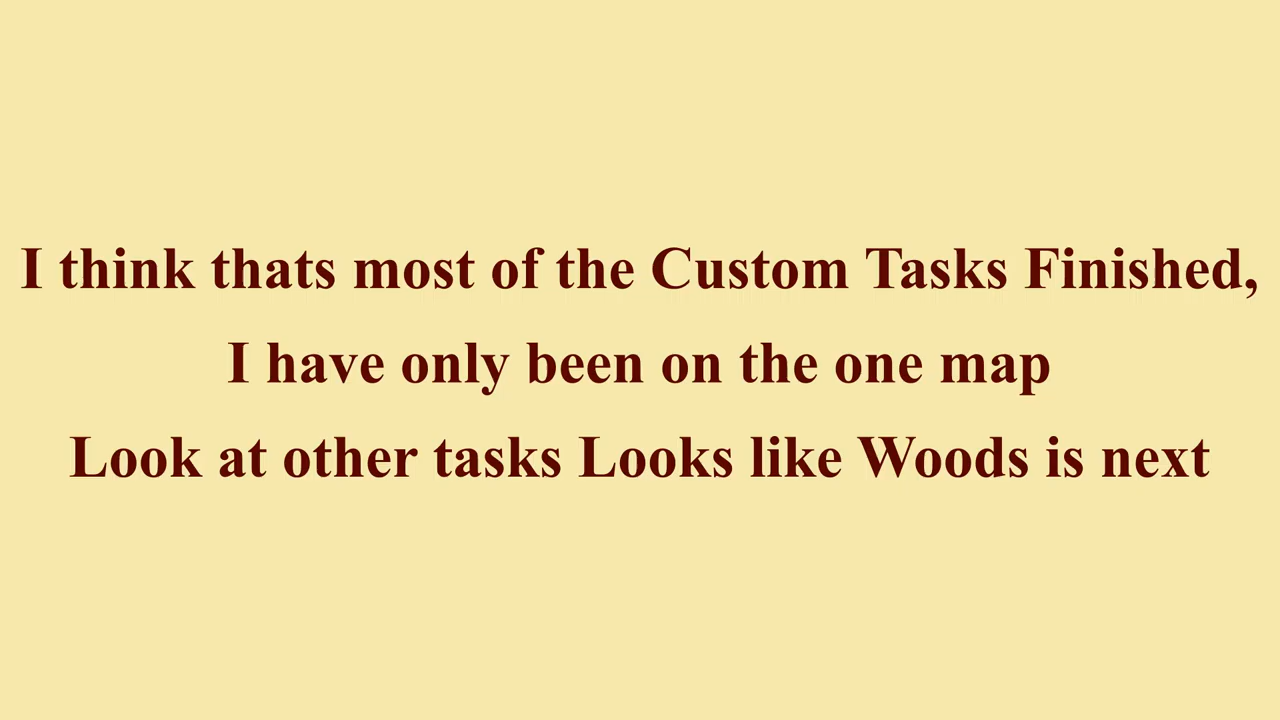 I think thats most of the Custom Tasks Finished,
I have only been on the one map
Look at other tasks Looks like Woods is next